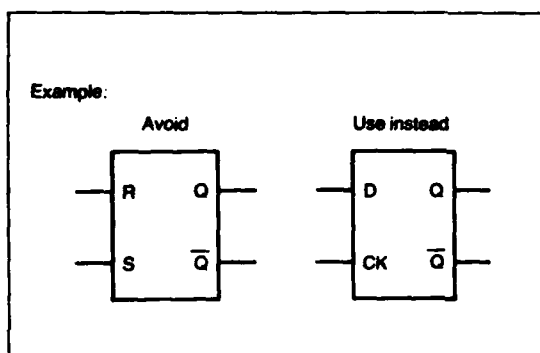 Example:
Avoid Use instead
R Q D Q
S Q̅ CK Q̅